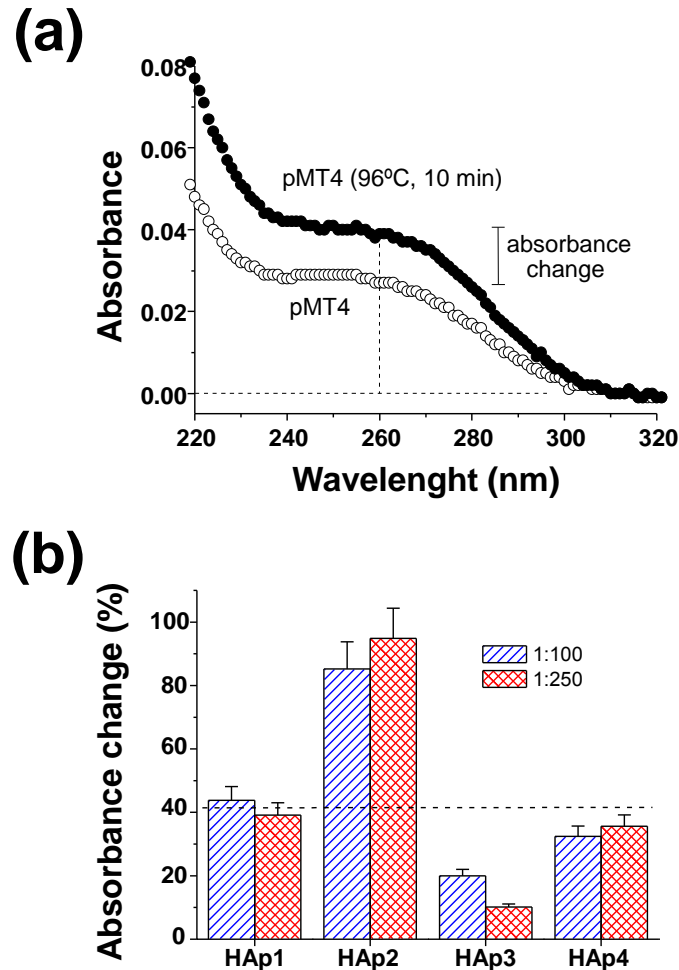 (a)
0.08
0.06
0.04
0.02
0.00
Absorbance
pMT4 (96ºC, 10 min)
absorbance
change
pMT4
220 240 260 280 300 320
Wavelenght (nm)
(b)
100
80
60
40
20
0
Absorbance change (%)
1:100
1:250
HAp1 HAp2 HAp3 HAp4